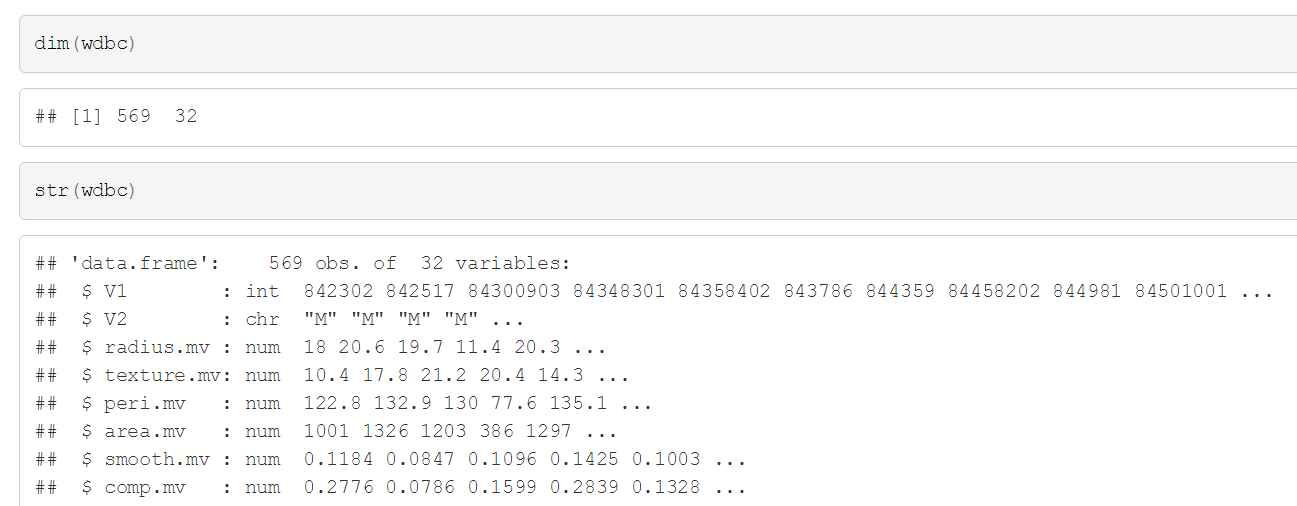 dim(wdbc)
## [1] 569  32
str(wdbc)
## 'data.frame':    569 obs. of  32 variables:
##  $ V1        : int  842302 842517 84300903 84348301 84358402 843786 844359 84458202 844981 84501001 ...
##  $ V2        : chr  "M" "M" "M" "M" ...
##  $ radius.mv : num  18 20.6 19.7 11.4 20.3 ...
##  $ texture.mv: num  10.4 17.8 21.2 20.4 14.3 ...
##  $ peri.mv   : num  122.8 132.9 130 77.6 135.1 ...
##  $ area.mv   : num  1001 1326 1203 386 1297 ...
##  $ smooth.mv : num  0.1184 0.0847 0.1096 0.1425 0.1003 ...
##  $ comp.mv   : num  0.2776 0.0786 0.1599 0.2839 0.1328 ...